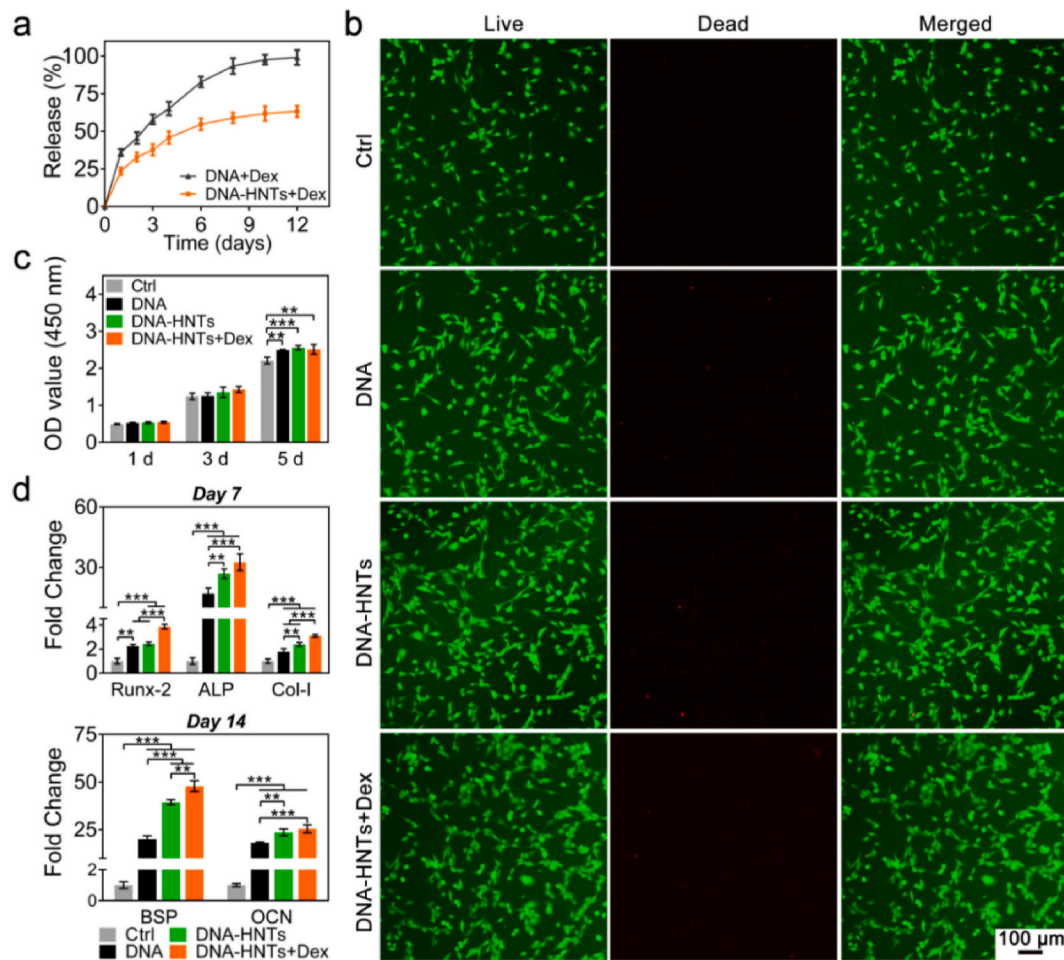 a
Release (%)
100
75
50
25
0
0 3 6 9 12
Time (days)
DNA+Dex
DNA-HNTs+Dex
b
Live Dead Merged
Ctrl
DNA
DNA-HNTs
DNA-HNTs+Dex
100 μm
c
OD value (450 nm)
4
3
2
1
0
Ctrl
DNA
DNA-HNTs
DNA-HNTs+Dex
**
***
**
1 d 3 d 5 d
d
Day 7
Fold Change
60
30
4
2
0
***
***
**
***
***
**
***
***
**
Runx-2 ALP Col-I
Day 14
Fold Change
75
50
25
2
0
***
***
**
***
**
***
BSP OCN
Ctrl DNA-HNTs
DNA DNA-HNTs+Dex